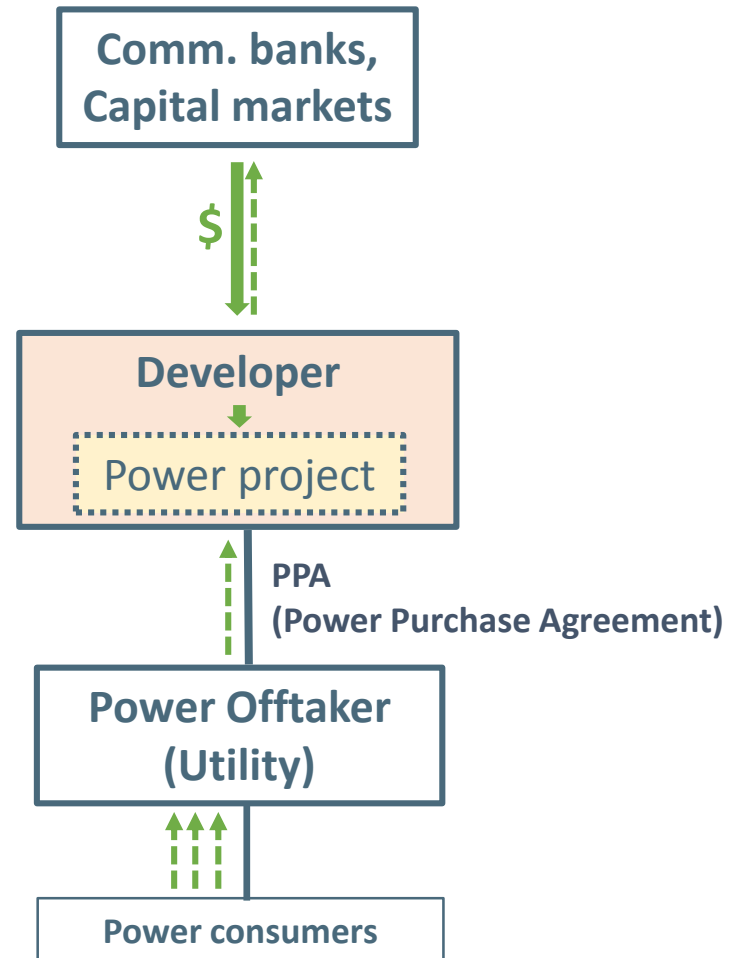 Comm. banks,
Capital markets
$
Developer
Power project
PPA
(Power Purchase Agreement)
Power Offtaker
(Utility)
Power consumers